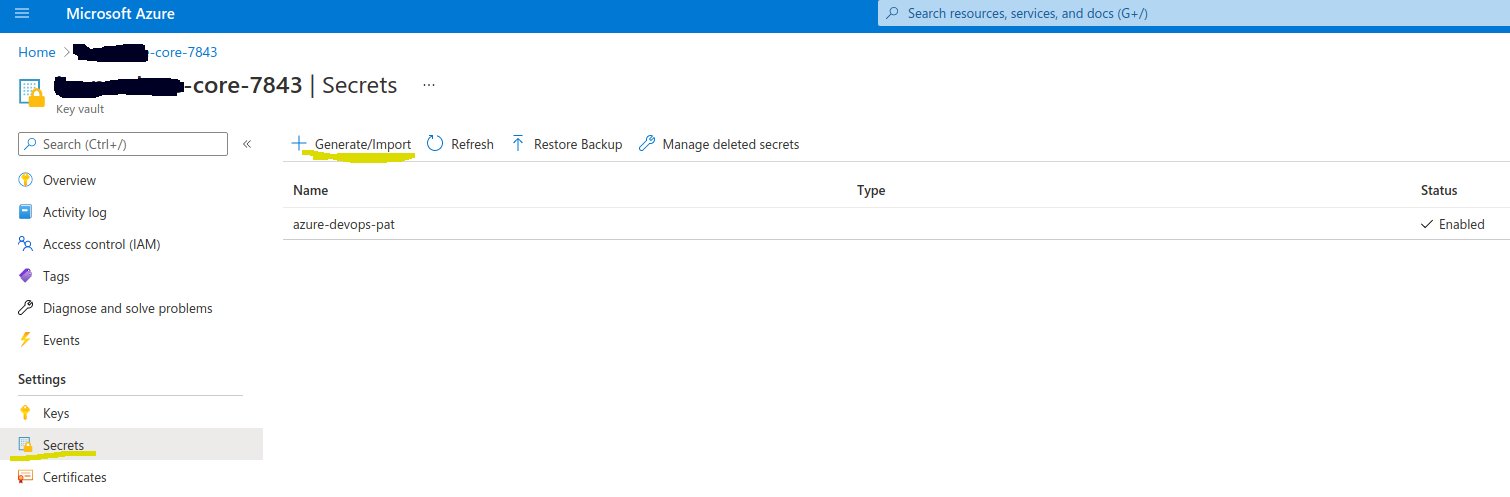 Microsoft Azure
Search resources, services, and docs (G+/)
Home > -core-7843
-core-7843 | Secrets ...
Key vault
Search (Ctrl+/) «
Generate/Import Refresh Restore Backup Manage deleted secrets
Overview
Activity log
Access control (IAM)
Tags
Diagnose and solve problems
Events
Settings
Keys
Secrets
Certificates
Name Type Status
azure-devops-pat Enabled